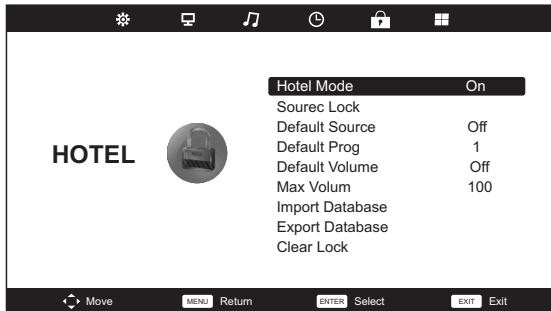 HOTEL
Hotel Mode On
Sourec Lock
Default Source Off
Default Prog 1
Default Volume Off
Max Volum 100
Import Database
Export Database
Clear Lock
Move MENU Return ENTER Select EXIT Exit